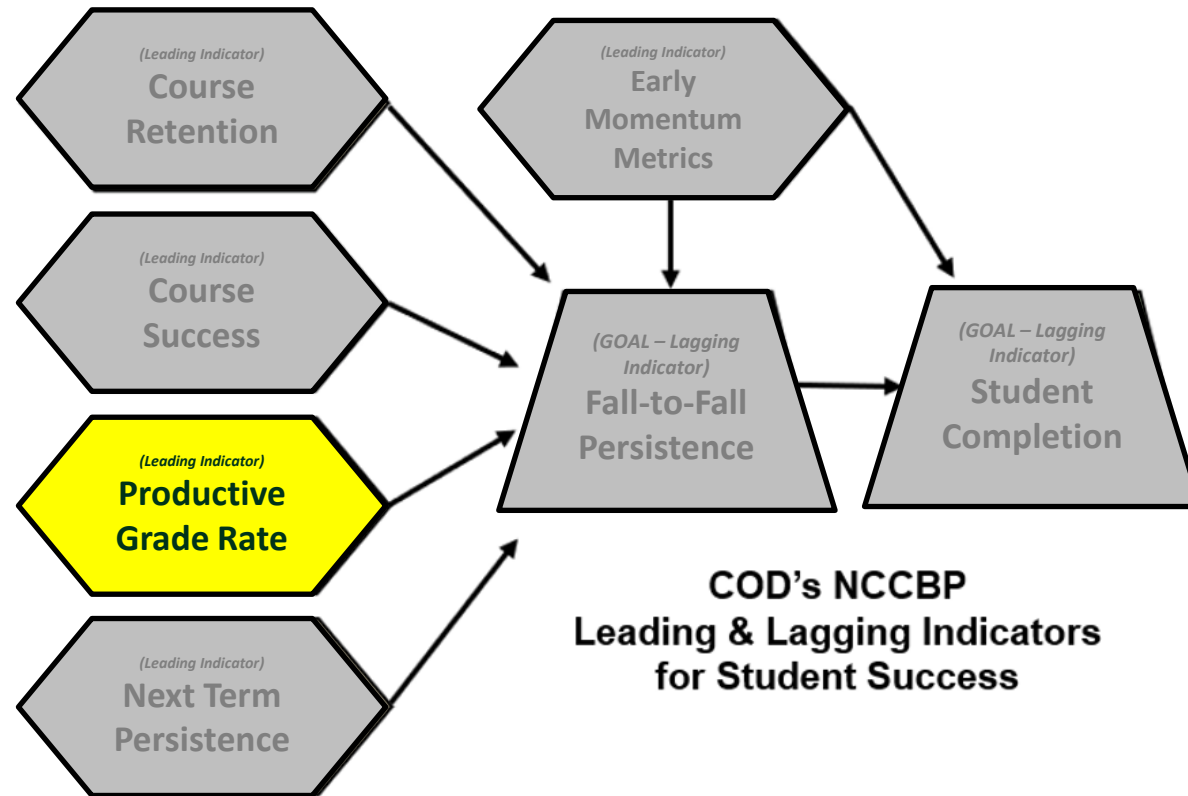 (Leading Indicator)
Course
Retention
(Leading Indicator)
Early
Momentum
Metrics
(Leading Indicator)
Course
Success
(GOAL – Lagging
Indicator)
Fall-to-Fall
Persistence
(GOAL – Lagging
Indicator)
Student
Completion
(Leading Indicator)
Productive
Grade Rate
(Leading Indicator)
Next Term
Persistence
COD's NCCBP
Leading & Lagging Indicators
for Student Success